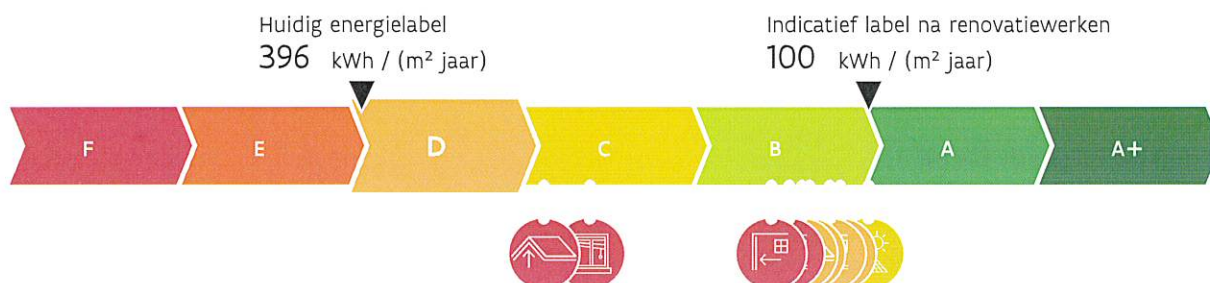 Huidig energielabel
396 kWh / (m² jaar)
Indicatief label na renovatiewerken
100 kWh / (m² jaar)
F E D C B A A+